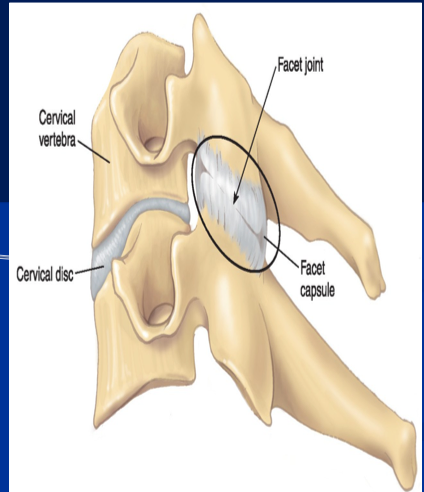 Facet joint
Cervical
vertebra
Cervical disc
Facet
capsule